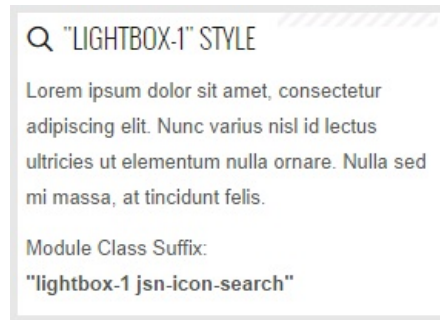 "LIGHTBOX-1" STYLE
Lorem ipsum dolor sit amet, consectetur
adipiscing elit. Nunc varius nisl id lectus
ultricies ut elementum nulla ornare. Nulla sed
mi massa, at tincidunt felis.
Module Class Suffix:
"lightbox-1 jsn-icon-search"